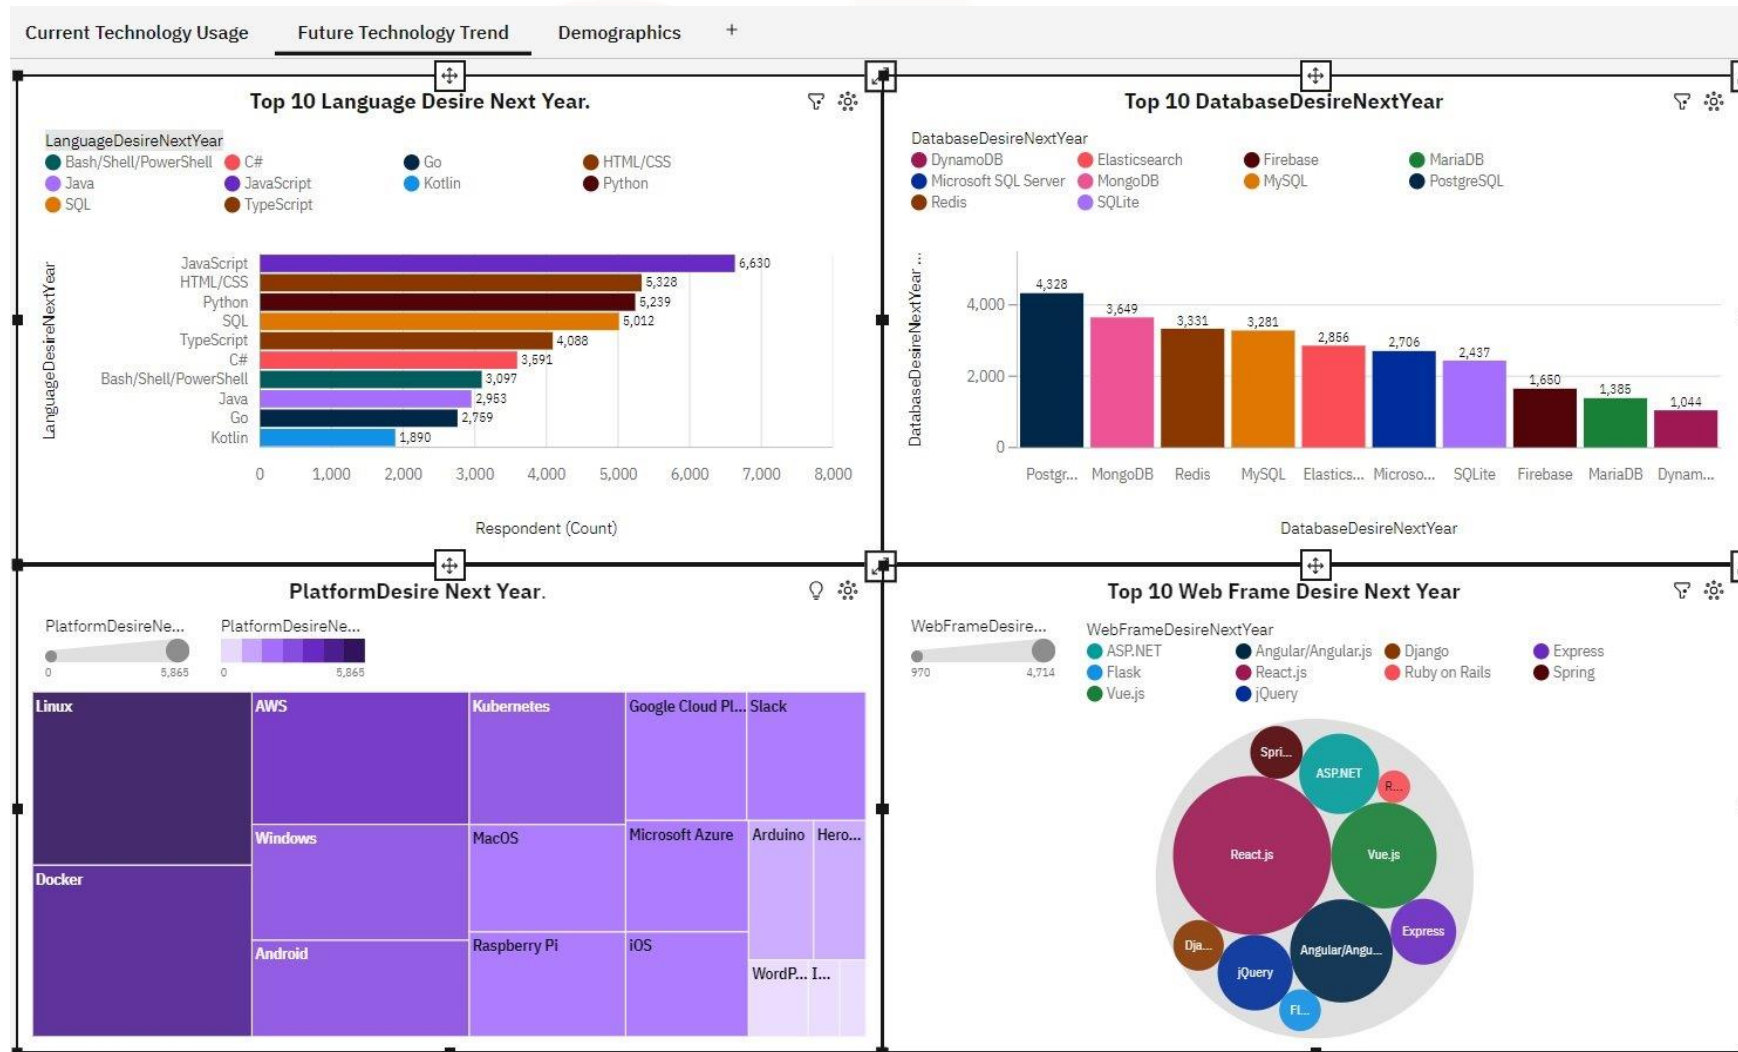 Current Technology Usage Future Technology Trend Demographics +
Top 10 Language Desire Next Year.
LanguageDesireNextYear
Bash/Shell/PowerShell C# Go HTML/CSS
Java JavaScript Kotlin Python
SQL TypeScript
LanguageDesireNextYear
JavaScript 6,630
HTML/CSS 5,328
Python 5,239
SQL 5,012
TypeScript 4,088
C# 3,591
Bash/Shell/PowerShell 3,097
Java 2,953
Go 2,759
Kotlin 1,890
0 1,000 2,000 3,000 4,000 5,000 6,000 7,000 8,000
Respondent (Count)
Top 10 DatabaseDesireNextYear
DatabaseDesireNextYear
DynamoDB Elasticsearch Firebase MariaDB
Microsoft SQL Server MongoDB MySQL PostgreSQL
Redis SQLite
DatabaseDesireNextYear ...
4,000
2,000
0
4,328 3,649 3,331 3,281 2,856 2,706 2,437 1,650 1,385 1,044
Postgr... MongoDB Redis MySQL Elastics... Microso... SQLite Firebase MariaDB Dynam...
DatabaseDesireNextYear
PlatformDesire Next Year.
PlatformDesireNe... PlatformDesireNe...
0 5,865 0 5,865
Linux AWS Kubernetes Google Cloud Pl... Slack
Windows MacOS Microsoft Azure Arduino Hero...
Docker
Android Raspberry Pi iOS
WordP... I...
Top 10 Web Frame Desire Next Year
WebFrameDesire... WebFrameDesireNextYear
970 4,714
ASP.NET Angular/Angular.js Django Express
Flask React.js Ruby on Rails Spring
Vue.js jQuery
Spri...
ASP.NET
R...
React.js
Vue.js
Express
Dja...
Angular/Angu...
jQuery
Fl...